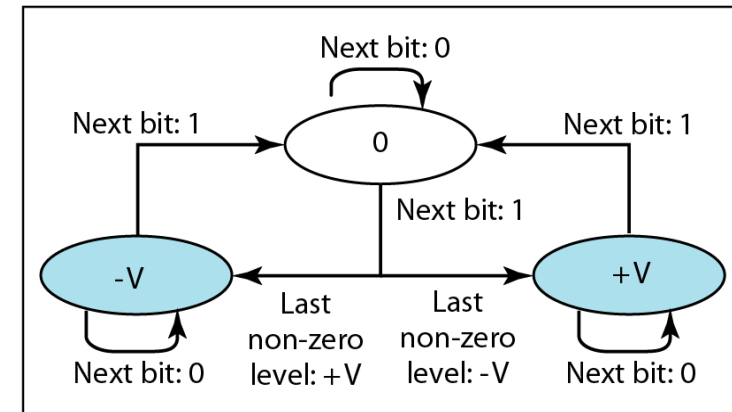 Next bit: 0
Next bit: 1
0
Next bit: 1
Next bit: 1
-V
+V
Last
non-zero
level: +V
Last
non-zero
level: -V
Next bit: 0
Next bit: 0